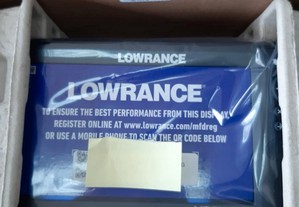 LOWRANCE
LOWRANCE
TO ENSURE THE BEST PERFORMANCE FROM THIS DISPLAY
REGISTER ONLINE AT www.lowrance.com/mfdreg
OR USE A MOBILE PHONE TO SCAN THE QR CODE BELOW